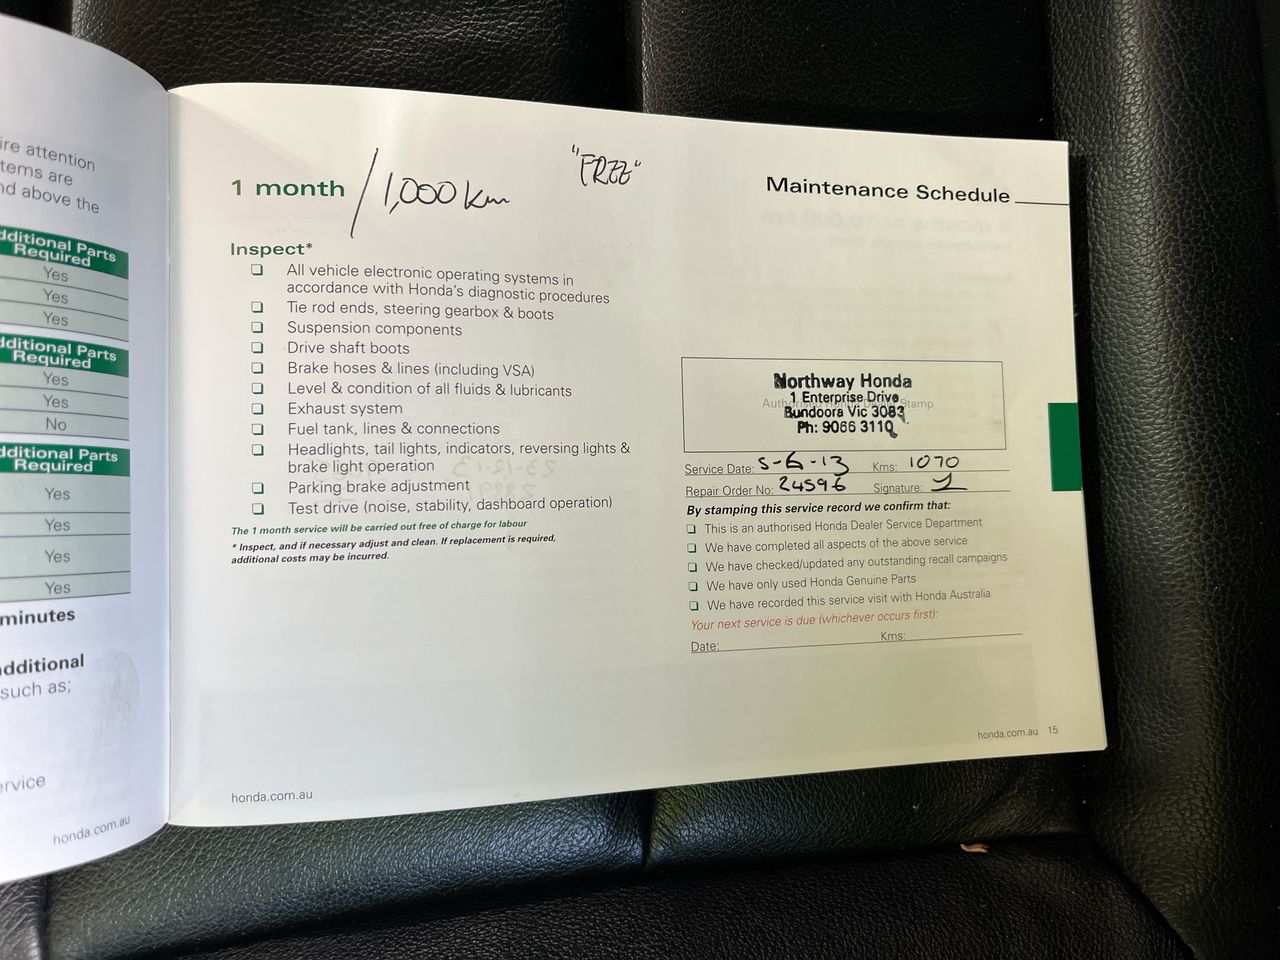 ire attention
tems are
nd above the
dditional Parts
Required
Yes
Yes
Yes
dditional Parts
Required
Yes
Yes
No
dditional Parts
Required
Yes
Yes
Yes
Yes
minutes
additional
such as;
ervice
honda.com.au
1 month / 1,000 km
"FREE"
Maintenance Schedule
Inspect*
❏ All vehicle electronic operating systems in
accordance with Honda's diagnostic procedures
❏ Tie rod ends, steering gearbox & boots
❏ Suspension components
❏ Drive shaft boots
❏ Brake hoses & lines (including VSA)
❏ Level & condition of all fluids & lubricants
❏ Exhaust system
❏ Fuel tank, lines & connections
❏ Headlights, tail lights, indicators, reversing lights &
brake light operation
❏ Parking brake adjustment
❏ Test drive (noise, stability, dashboard operation)
The 1 month service will be carried out free of charge for labour
* Inspect, and if necessary adjust and clean. If replacement is required,
additional costs may be incurred.
honda.com.au
Northway Honda
1 Enterprise Drive
Bundoora Vic 3083
Ph: 9066 3110
Service Date: 5-6-13 Kms: 1070
Repair Order No: 24596 Signature:
By stamping this service record we confirm that:
❏ This is an authorised Honda Dealer Service Department
❏ We have completed all aspects of the above service
❏ We have checked/updated any outstanding recall campaigns
❏ We have only used Honda Genuine Parts
❏ We have recorded this service visit with Honda Australia
Your next service is due (whichever occurs first):
Date: Kms:
honda.com.au 15